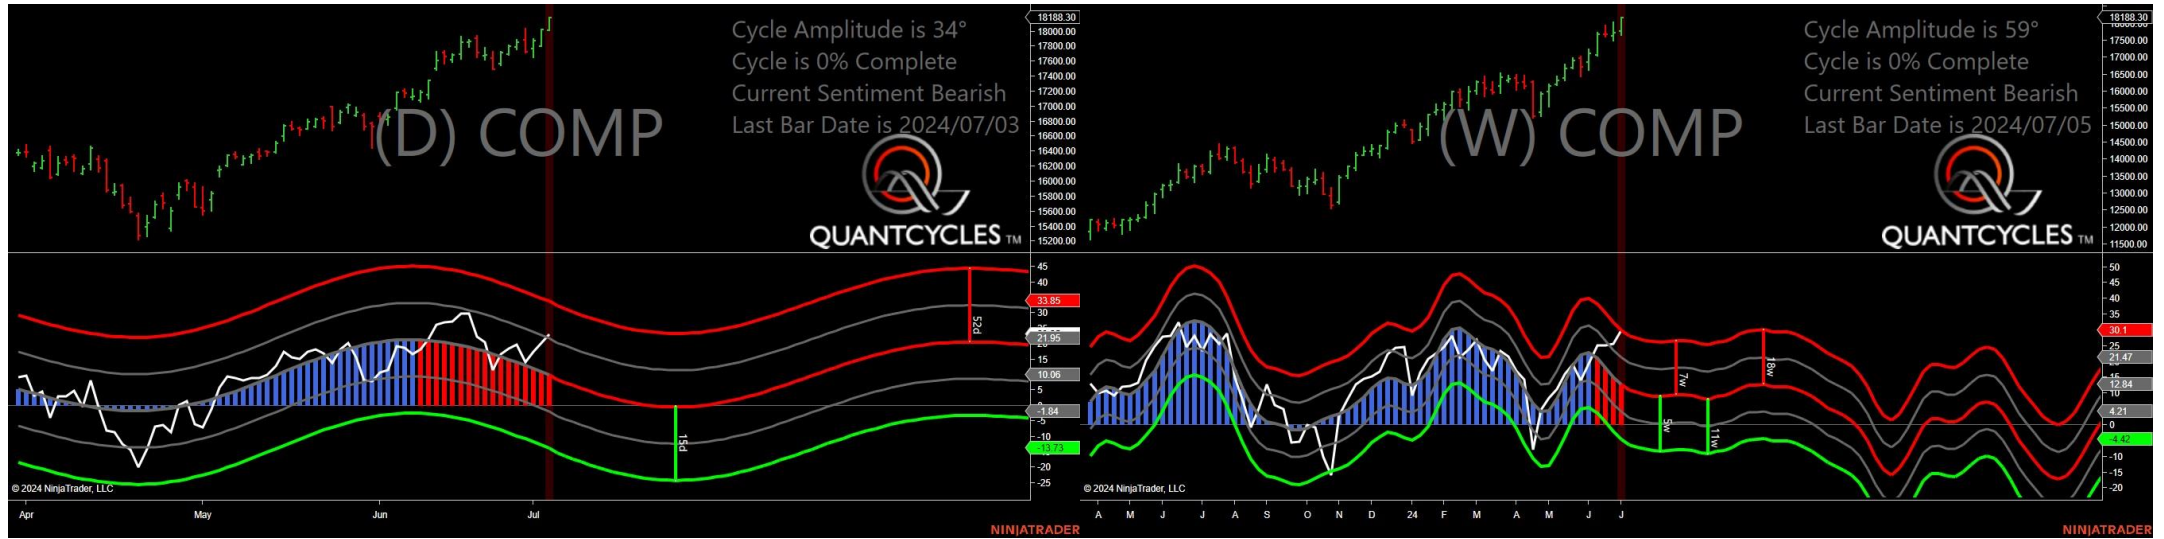 Cycle Amplitude is 34°
Cycle is 0% Complete
Current Sentiment Bearish
Last Bar Date is 2024/07/03
(D) COMP
QUANTCYCLES TM
18188.30
18000.00
17800.00
17600.00
17400.00
17200.00
17000.00
16800.00
16600.00
16400.00
16200.00
16000.00
15800.00
15600.00
15400.00
15200.00
45
40
33.85
30
21.95
15
10.06
5
-1.84
-5
-10
-13.73
-20
-25
52d
15d
© 2024 NinjaTrader, LLC
Apr May Jun Jul
NINJATRADER
Cycle Amplitude is 59°
Cycle is 0% Complete
Current Sentiment Bearish
Last Bar Date is 2024/07/05
(W) COMP
QUANTCYCLES TM
18188.30
17500.00
17000.00
16500.00
16000.00
15500.00
15000.00
14500.00
14000.00
13500.00
13000.00
12500.00
12000.00
11500.00
50
45
40
35
30.1
25
21.47
12.84
4.21
0
-4.42
-10
-15
-20
7w
18w
5w
11w
© 2024 NinjaTrader, LLC
A M J J A S O N D 24 F M A M J J
NINJATRADER